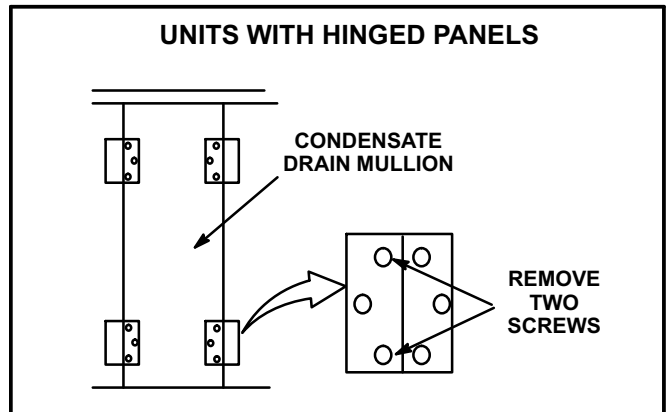 UNITS WITH HINGED PANELS
CONDENSATE
DRAIN MULLION
REMOVE
TWO
SCREWS